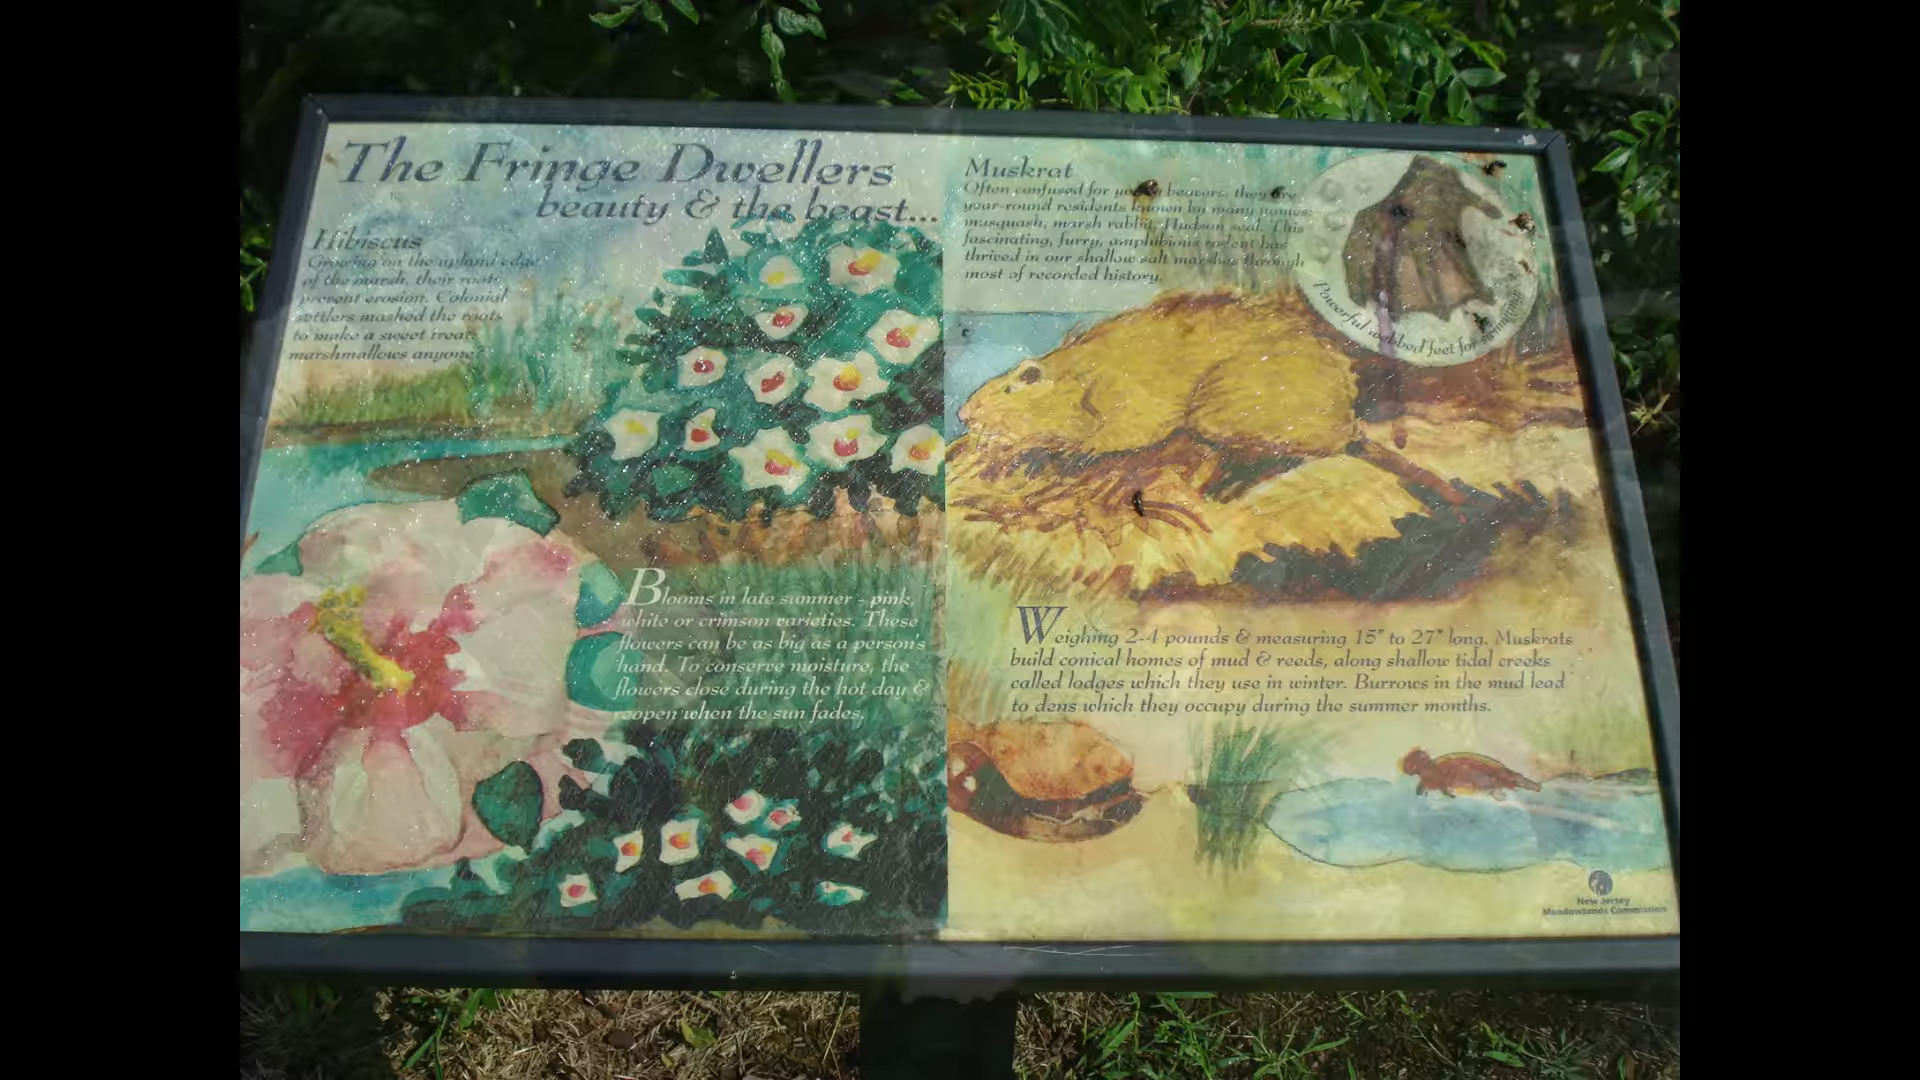 The Fringe Dwellers
beauty & the beast...
Hibiscus
Growing on the upland edge
of the marsh, their roots
prevent erosion. Colonial
settlers mashed the roots
to make a sweet treat,
marshmallows anyone?
Blooms in late summer - pink,
white or crimson varieties. These
flowers can be as big as a person's
hand. To conserve moisture, the
flowers close during the hot day &
reopen when the sun fades.
Muskrat
Often confused for young beavers, they are
year-round residents known by many names:
musquash, marsh rabbit, Hudson seal. This
fascinating, furry, amphibious rodent has
thrived in our shallow salt marshes through
most of recorded history.
Powerful webbed feet for swimming
Weighing 2-4 pounds & measuring 15" to 27" long, Muskrats
build conical homes of mud & reeds, along shallow tidal creeks
called lodges which they use in winter. Burrows in the mud lead
to dens which they occupy during the summer months.
New Jersey
Meadowlands Commission